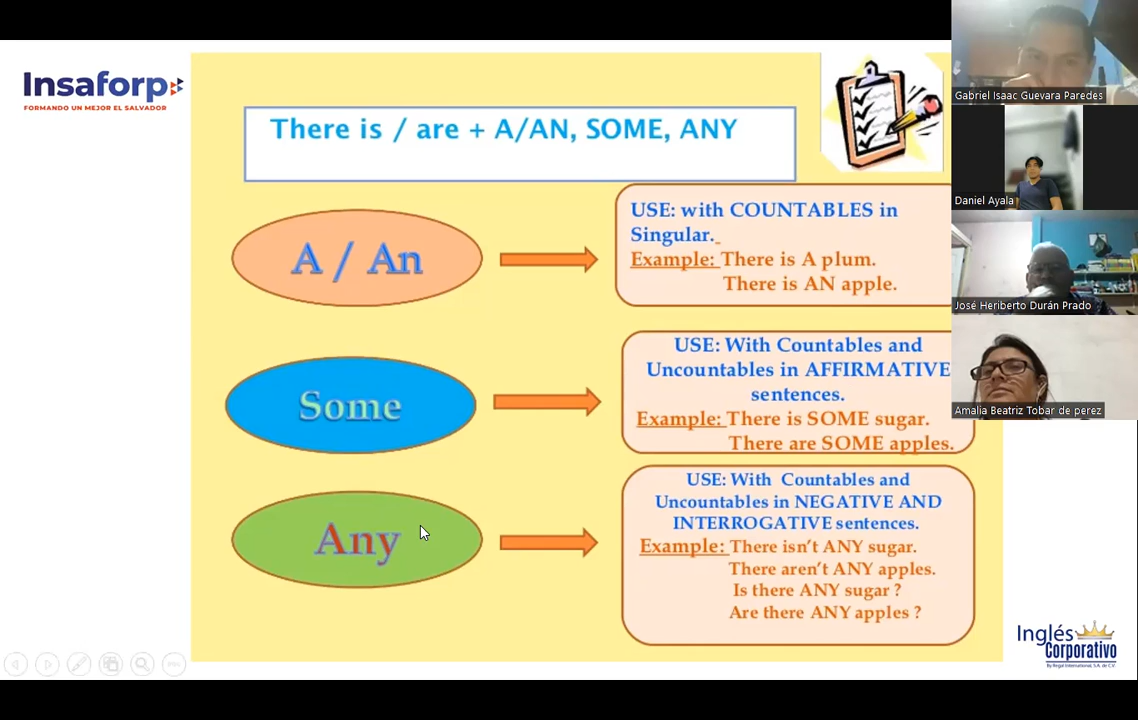 Insaforp
FORMANDO UN MEJOR EL SALVADOR
There is / are + A/AN, SOME, ANY
A / An
USE: with COUNTABLES in
Singular.
Example: There is A plum.
There is AN apple.
Some
USE: With Countables and
Uncountables in AFFIRMATIVE
sentences.
Example: There is SOME sugar.
There are SOME apples.
Any
USE: With Countables and
Uncountables in NEGATIVE AND
INTERROGATIVE sentences.
Example: There isn't ANY sugar.
There aren't ANY apples.
Is there ANY sugar ?
Are there ANY apples ?
Gabriel Isaac Guevara Paredes
Daniel Ayala
José Heriberto Durán Prado
Amalia Beatriz Tobar de perez
Inglés
Corporativo
By Regal International, S.A. de C.V.